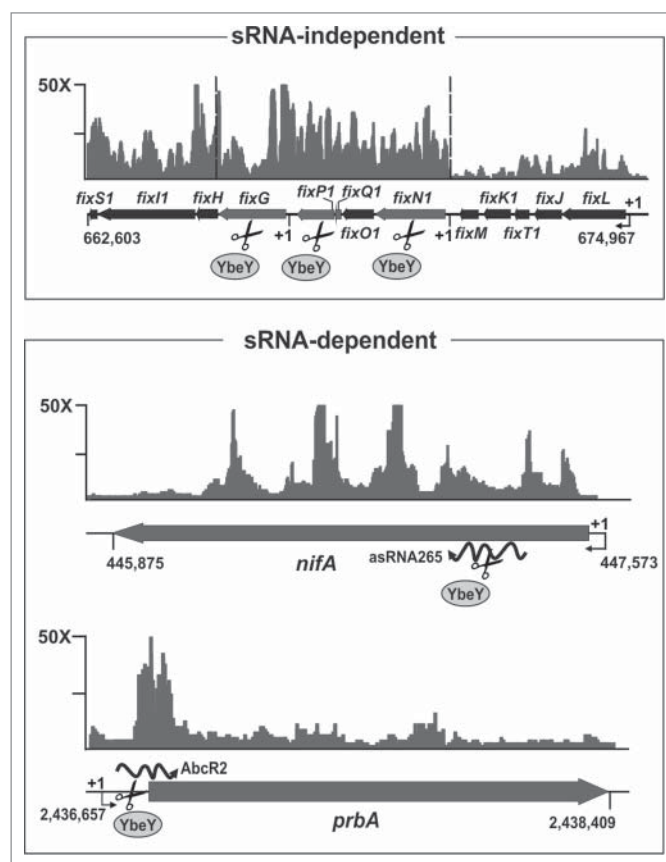 sRNA-independent
50X
fixP1 fixQ1
fixS1 fixI1 fixH fixG fixN1 fixK1 fixJ fixL +1
662,603 +1 fixO1 +1 fixM fixT1 674,967
YbeY YbeY YbeY
sRNA-dependent
50X
+1
445,875 nifA asRNA265 447,573
YbeY
50X
AbcR2
+1
2,436,657 prbA 2,438,409
YbeY